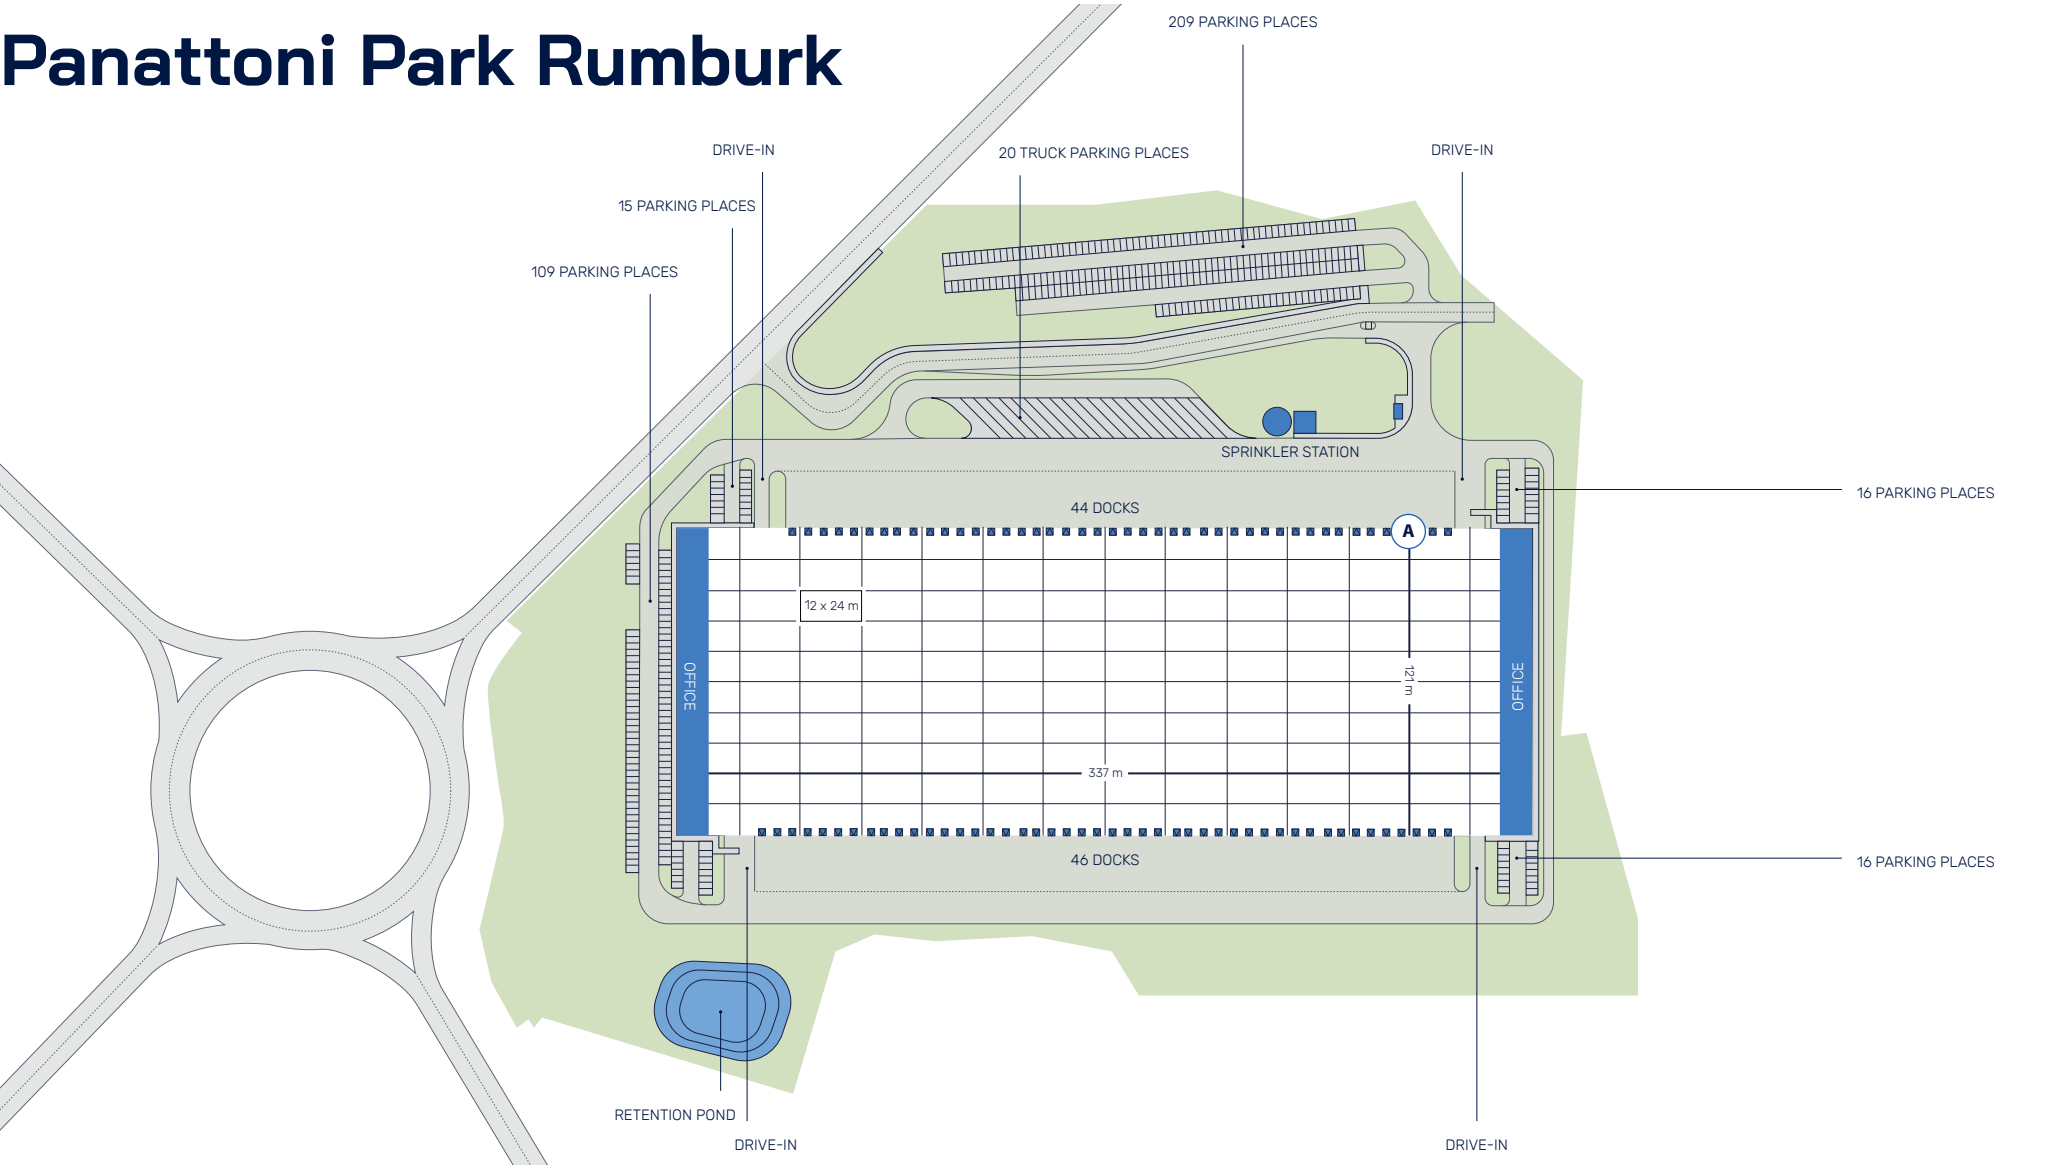 Panattoni Park Rumburk
209 PARKING PLACES
DRIVE-IN
20 TRUCK PARKING PLACES
DRIVE-IN
15 PARKING PLACES
109 PARKING PLACES
SPRINKLER STATION
16 PARKING PLACES
44 DOCKS
A
12 x 24 m
OFFICE
121 m
OFFICE
337 m
46 DOCKS
16 PARKING PLACES
RETENTION POND
DRIVE-IN
DRIVE-IN